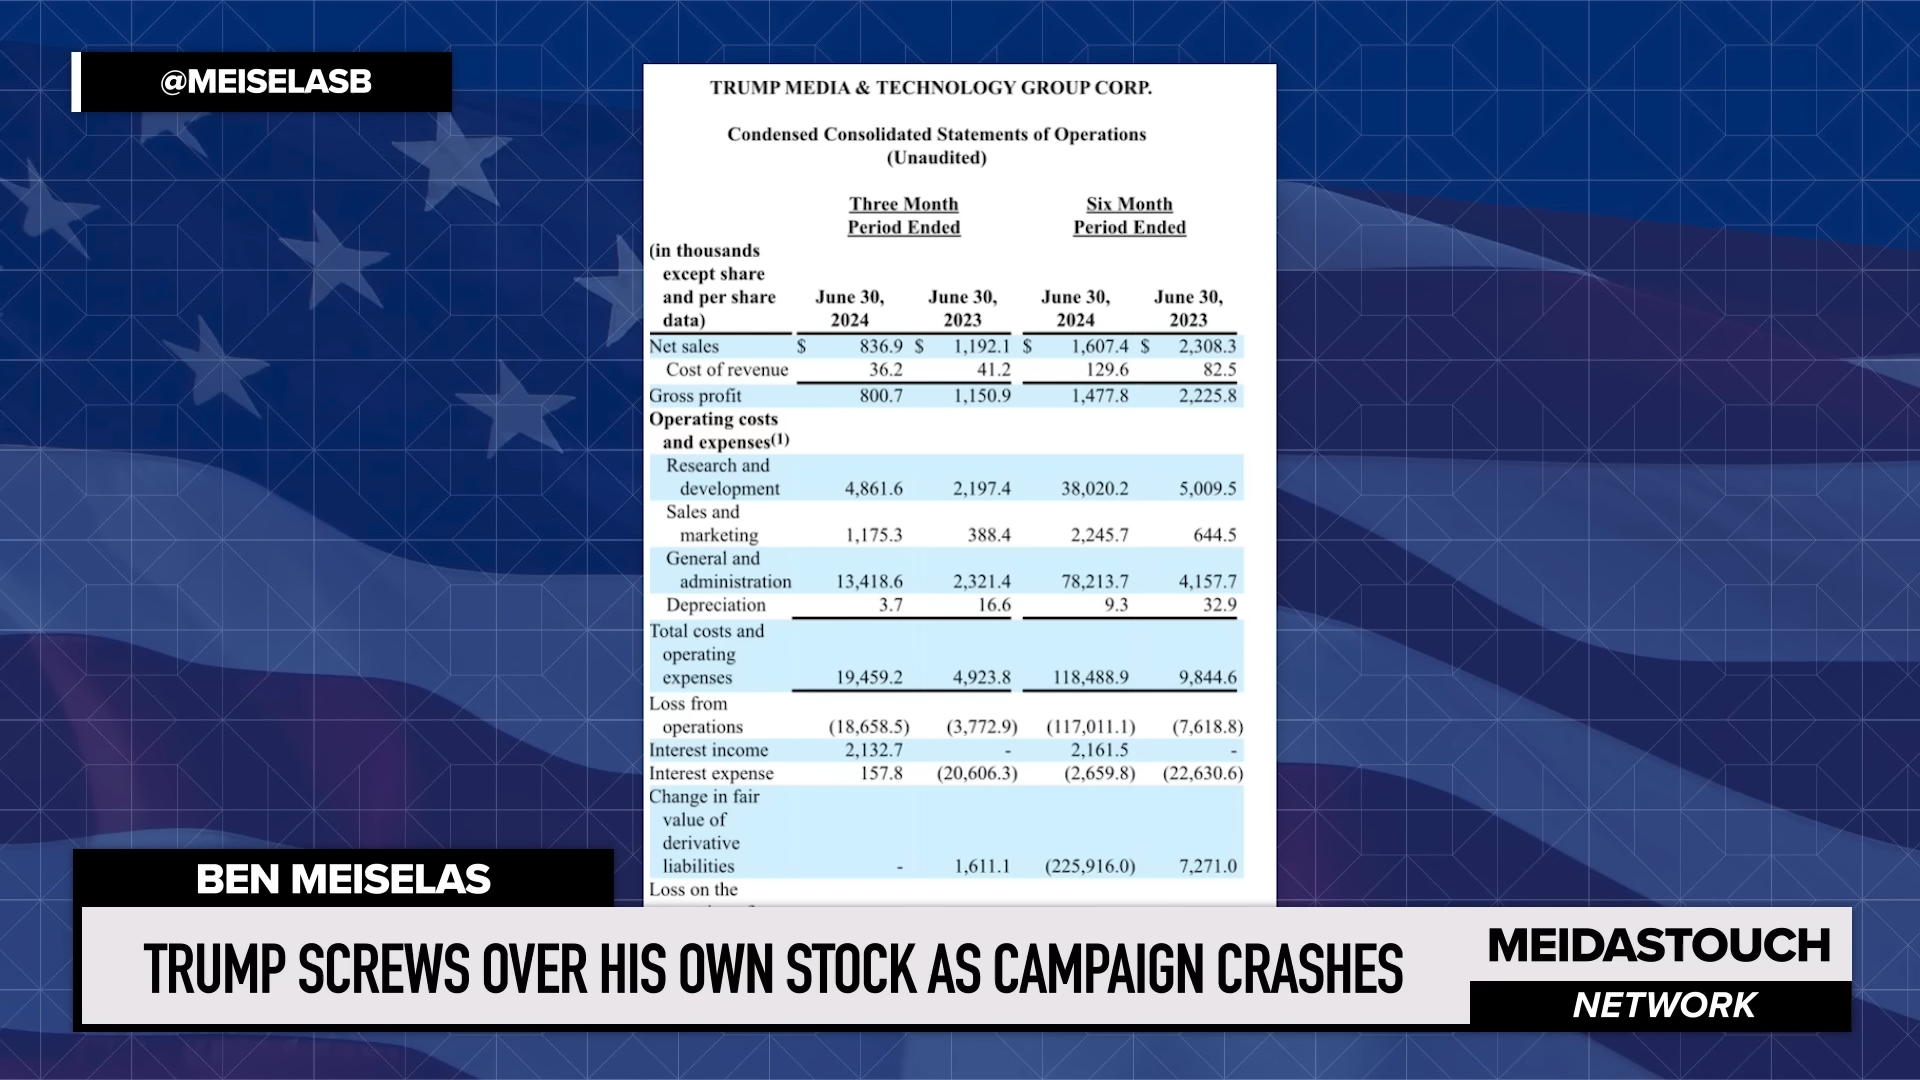 @MEISELASB
TRUMP MEDIA & TECHNOLOGY GROUP CORP.
Condensed Consolidated Statements of Operations
(Unaudited)
Three Month Six Month
Period Ended Period Ended
(in thousands
except share
and per share June 30, June 30, June 30, June 30,
data) 2024 2023 2024 2023
Net sales $ 836.9 $ 1,192.1 $ 1,607.4 $ 2,308.3
Cost of revenue 36.2 41.2 129.6 82.5
Gross profit 800.7 1,150.9 1,477.8 2,225.8
Operating costs
and expenses(1)
Research and
development 4,861.6 2,197.4 38,020.2 5,009.5
Sales and
marketing 1,175.3 388.4 2,245.7 644.5
General and
administration 13,418.6 2,321.4 78,213.7 4,157.7
Depreciation 3.7 16.6 9.3 32.9
Total costs and
operating
expenses 19,459.2 4,923.8 118,488.9 9,844.6
Loss from
operations (18,658.5) (3,772.9) (117,011.1) (7,618.8)
Interest income 2,132.7 - 2,161.5 -
Interest expense 157.8 (20,606.3) (2,659.8) (22,630.6)
Change in fair
value of
derivative
liabilities - 1,611.1 (225,916.0) 7,271.0
Loss on the
BEN MEISELAS
TRUMP SCREWS OVER HIS OWN STOCK AS CAMPAIGN CRASHES
MEIDASTOUCH
NETWORK